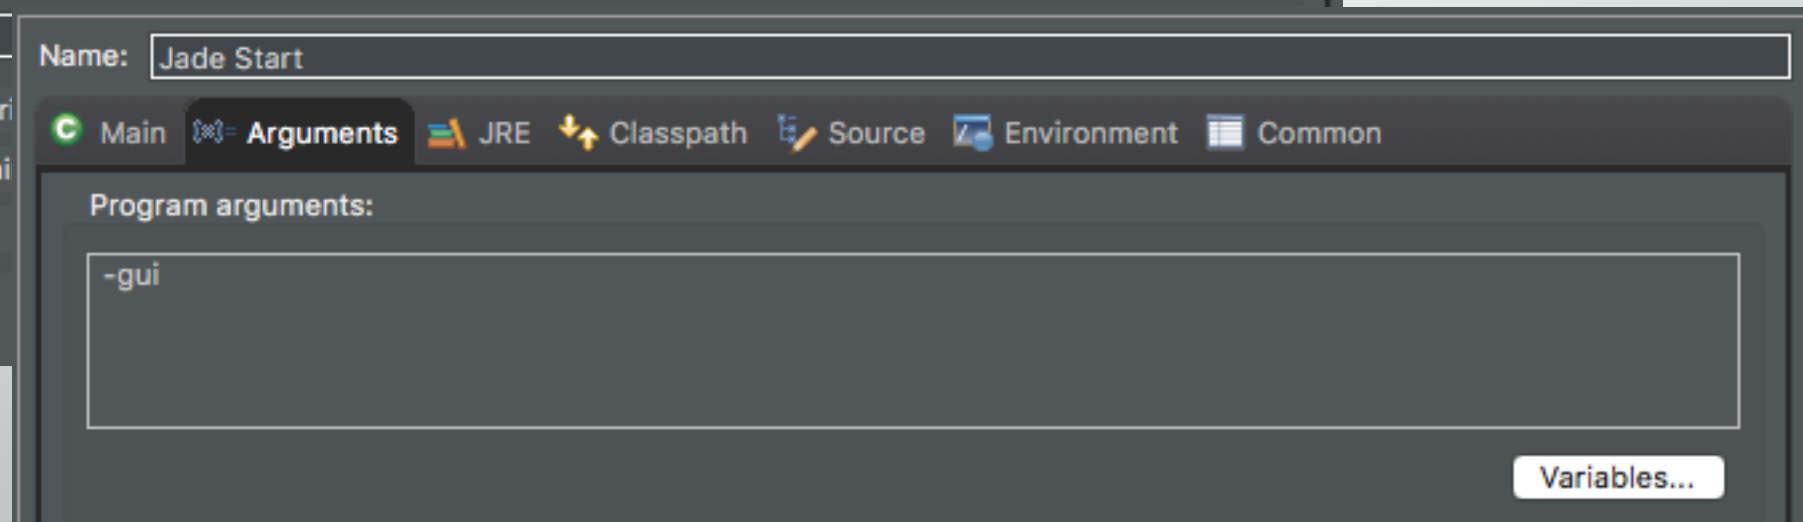 Name: Jade Start
Main Arguments JRE Classpath Source Environment Common
Program arguments:
-gui
Variables...